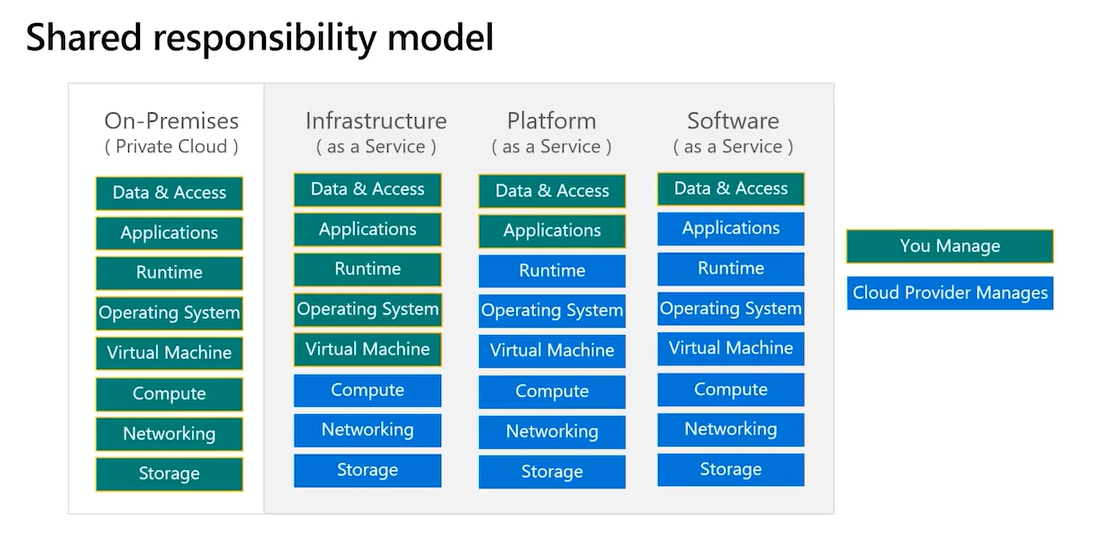 Shared responsibility model
On-Premises
( Private Cloud )
Data & Access
Applications
Runtime
Operating System
Virtual Machine
Compute
Networking
Storage
Infrastructure
( as a Service )
Data & Access
Applications
Runtime
Operating System
Virtual Machine
Compute
Networking
Storage
Platform
( as a Service )
Data & Access
Applications
Runtime
Operating System
Virtual Machine
Compute
Networking
Storage
Software
( as a Service )
Data & Access
Applications
Runtime
Operating System
Virtual Machine
Compute
Networking
Storage
You Manage
Cloud Provider Manages